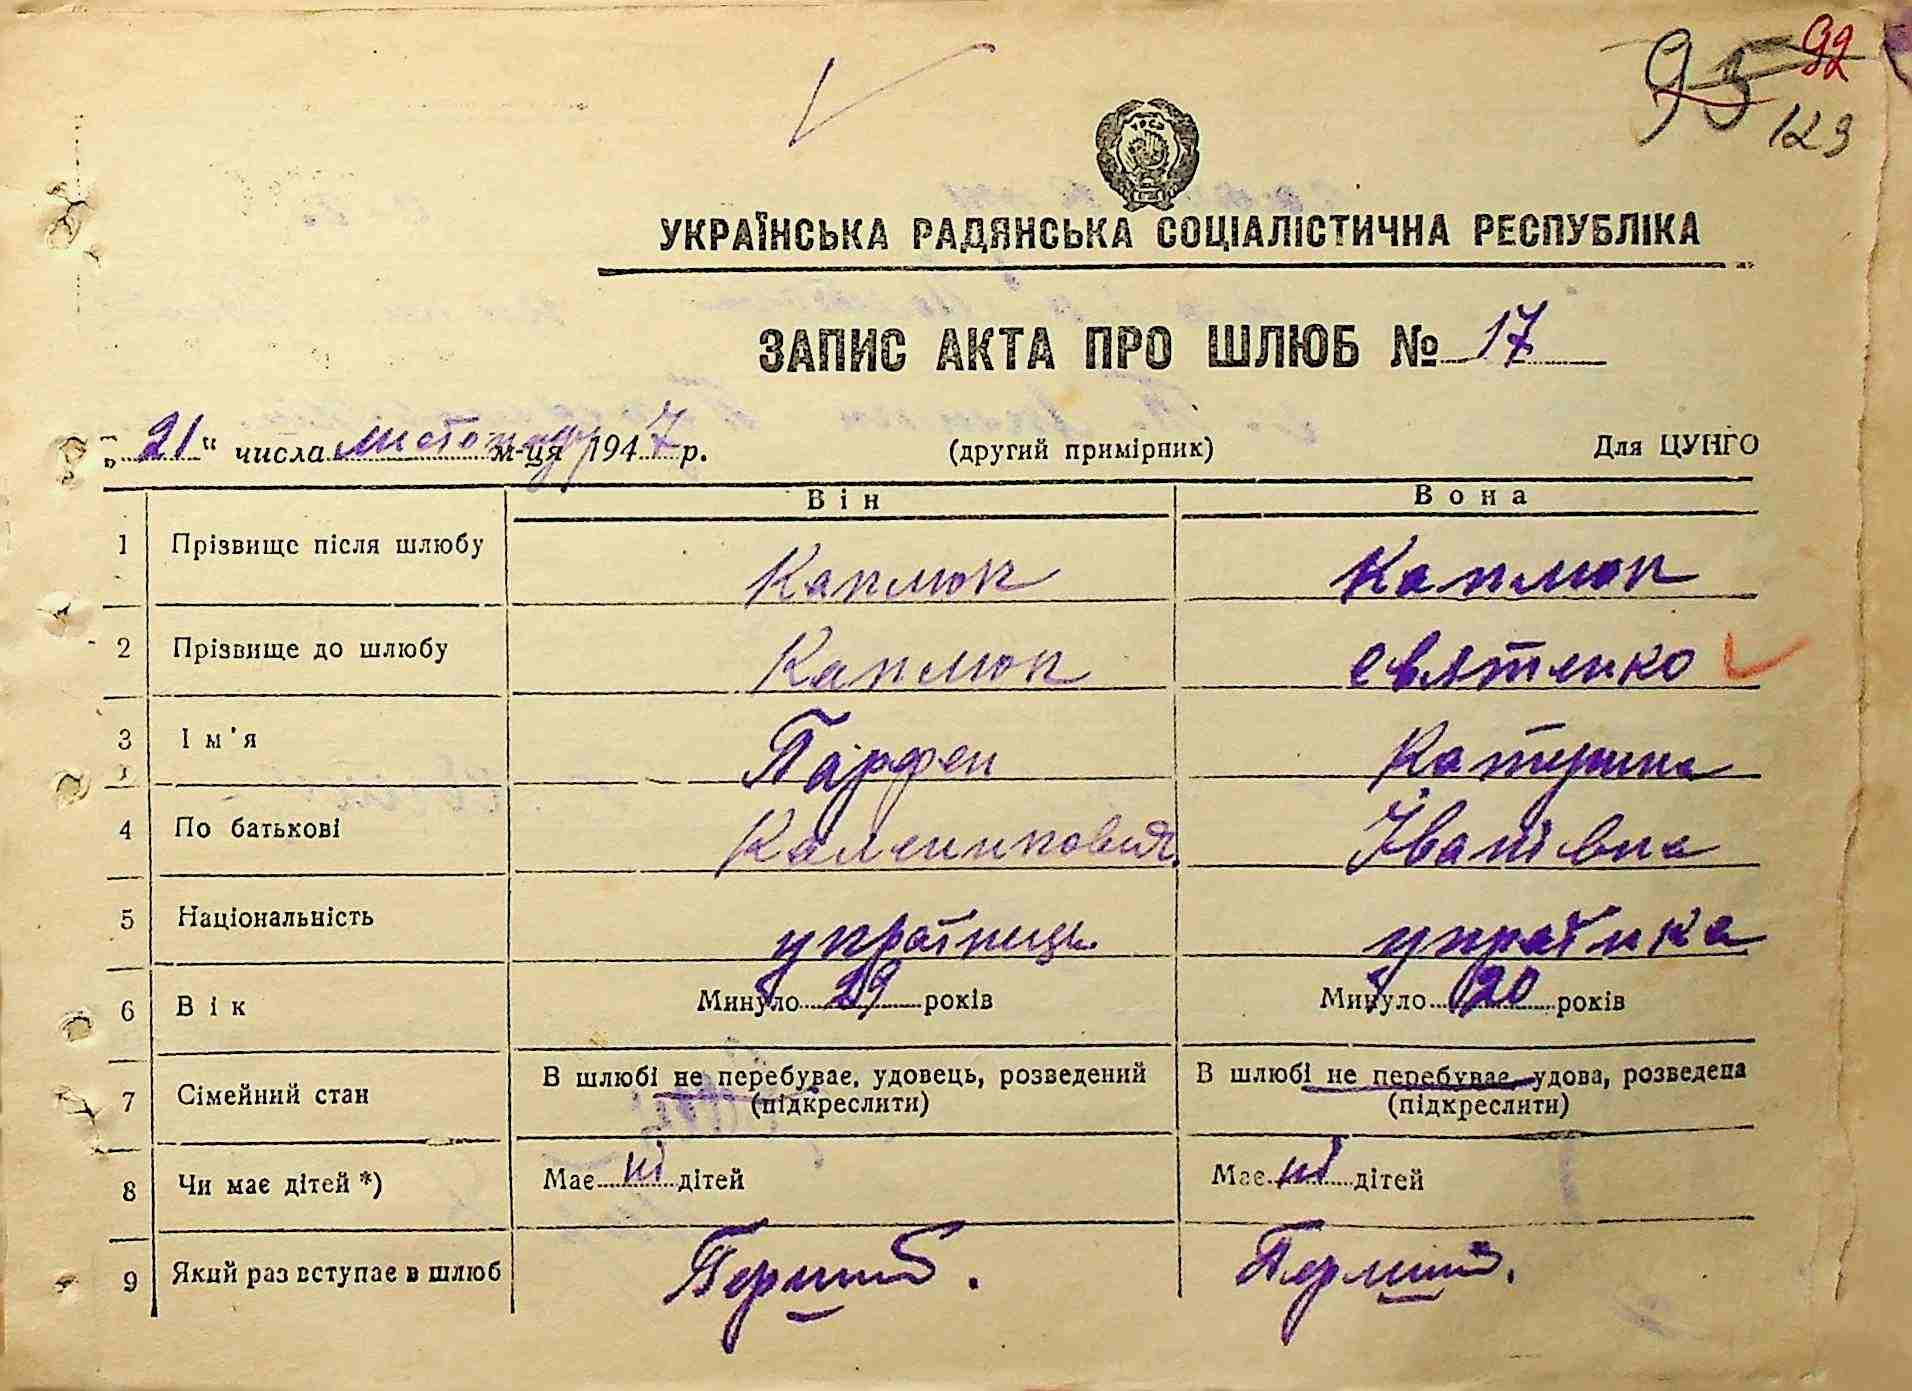 92
95
123
УКРАЇНСЬКА РАДЯНСЬКА СОЦІАЛІСТИЧНА РЕСПУБЛІКА
ЗАПИС АКТА ПРО ШЛЮБ № 17
„21“ числа листопаду м-ця 1947 р. (другий примірник) Для ЦУНГО
Він Вона
1 Прізвище після шлюбу Каплюк Каплюк
2 Прізвище до шлюбу Каплюк Святенко
3 Ім'я Парфен Катерина
4 По батькові Каленикович Іванівна
5 Національність українець українка
6 Вік Минуло 29 років Минуло 20 років
7 Сімейний стан В шлюбі не перебуває, удовець, розведений В шлюбі не перебуває, удова, розведена
(підкреслити) (підкреслити)
8 Чи має дітей *) Має ні дітей Має ні дітей
9 Який раз вступає в шлюб Перший. Перший.